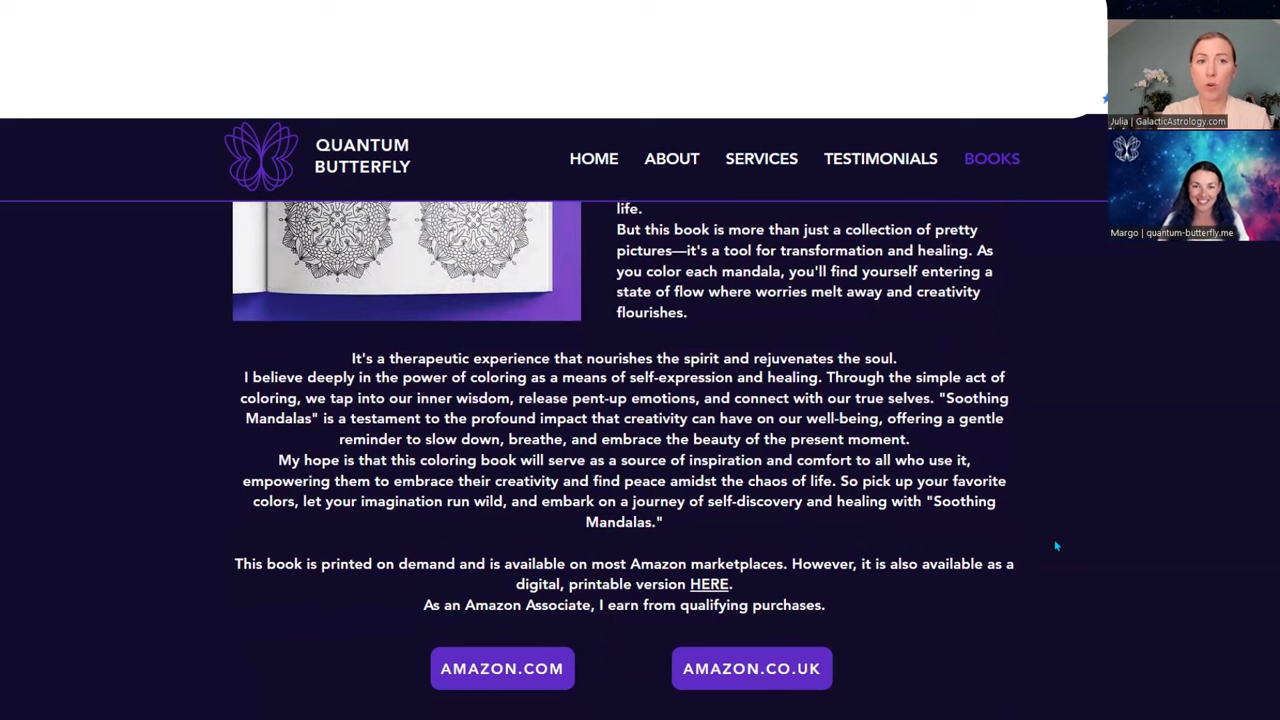 Julia | GalacticAstrology.com
QUANTUM
BUTTERFLY
HOME ABOUT SERVICES TESTIMONIALS BOOKS
Margo | quantum-butterfly.me
life.
But this book is more than just a collection of pretty
pictures—it's a tool for transformation and healing. As
you color each mandala, you'll find yourself entering a
state of flow where worries melt away and creativity
flourishes.
It's a therapeutic experience that nourishes the spirit and rejuvenates the soul.
I believe deeply in the power of coloring as a means of self-expression and healing. Through the simple act of
coloring, we tap into our inner wisdom, release pent-up emotions, and connect with our true selves. "Soothing
Mandalas" is a testament to the profound impact that creativity can have on our well-being, offering a gentle
reminder to slow down, breathe, and embrace the beauty of the present moment.
My hope is that this coloring book will serve as a source of inspiration and comfort to all who use it,
empowering them to embrace their creativity and find peace amidst the chaos of life. So pick up your favorite
colors, let your imagination run wild, and embark on a journey of self-discovery and healing with "Soothing
Mandalas."
This book is printed on demand and is available on most Amazon marketplaces. However, it is also available as a
digital, printable version HERE.
As an Amazon Associate, I earn from qualifying purchases.
AMAZON.COM
AMAZON.CO.UK